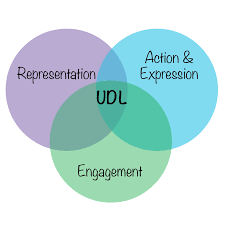 Representation
Action &
Expression
UDL
Engagement